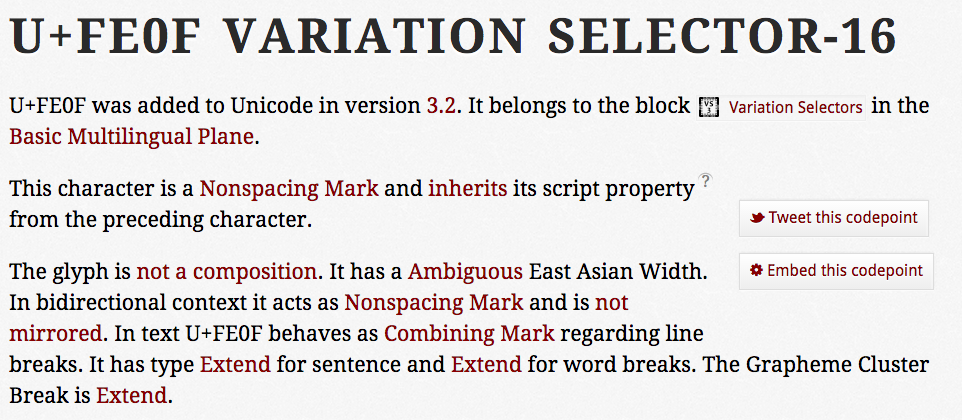 U+FE0F VARIATION SELECTOR-16
U+FE0F was added to Unicode in version 3.2. It belongs to the block VS 3 Variation Selectors in the
Basic Multilingual Plane.
This character is a Nonspacing Mark and inherits its script property ?
from the preceding character.
Tweet this codepoint
The glyph is not a composition. It has a Ambiguous East Asian Width.
Embed this codepoint
In bidirectional context it acts as Nonspacing Mark and is not
mirrored. In text U+FE0F behaves as Combining Mark regarding line
breaks. It has type Extend for sentence and Extend for word breaks. The Grapheme Cluster
Break is Extend.